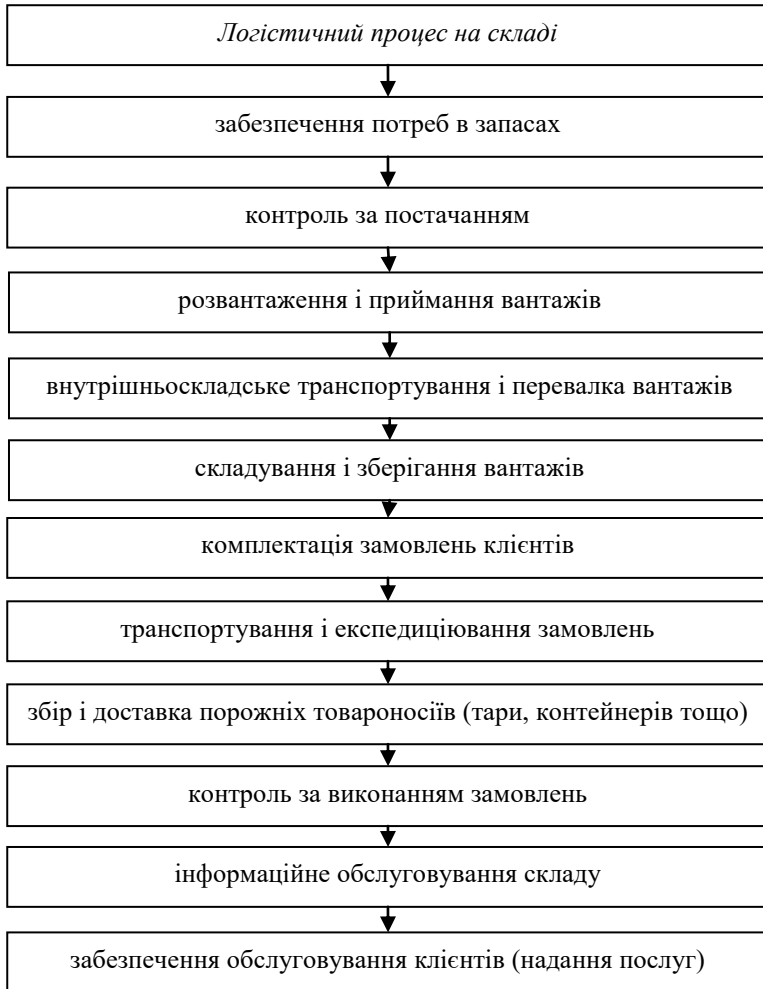 Логістичний процес на складі
забезпечення потреб в запасах
контроль за постачанням
розвантаження і приймання вантажів
внутрішньоскладське транспортування і перевалка вантажів
складування і зберігання вантажів
комплектація замовлень клієнтів
транспортування і експедиціювання замовлень
збір і доставка порожніх товароносіїв (тари, контейнерів тощо)
контроль за виконанням замовлень
інформаційне обслуговування складу
забезпечення обслуговування клієнтів (надання послуг)